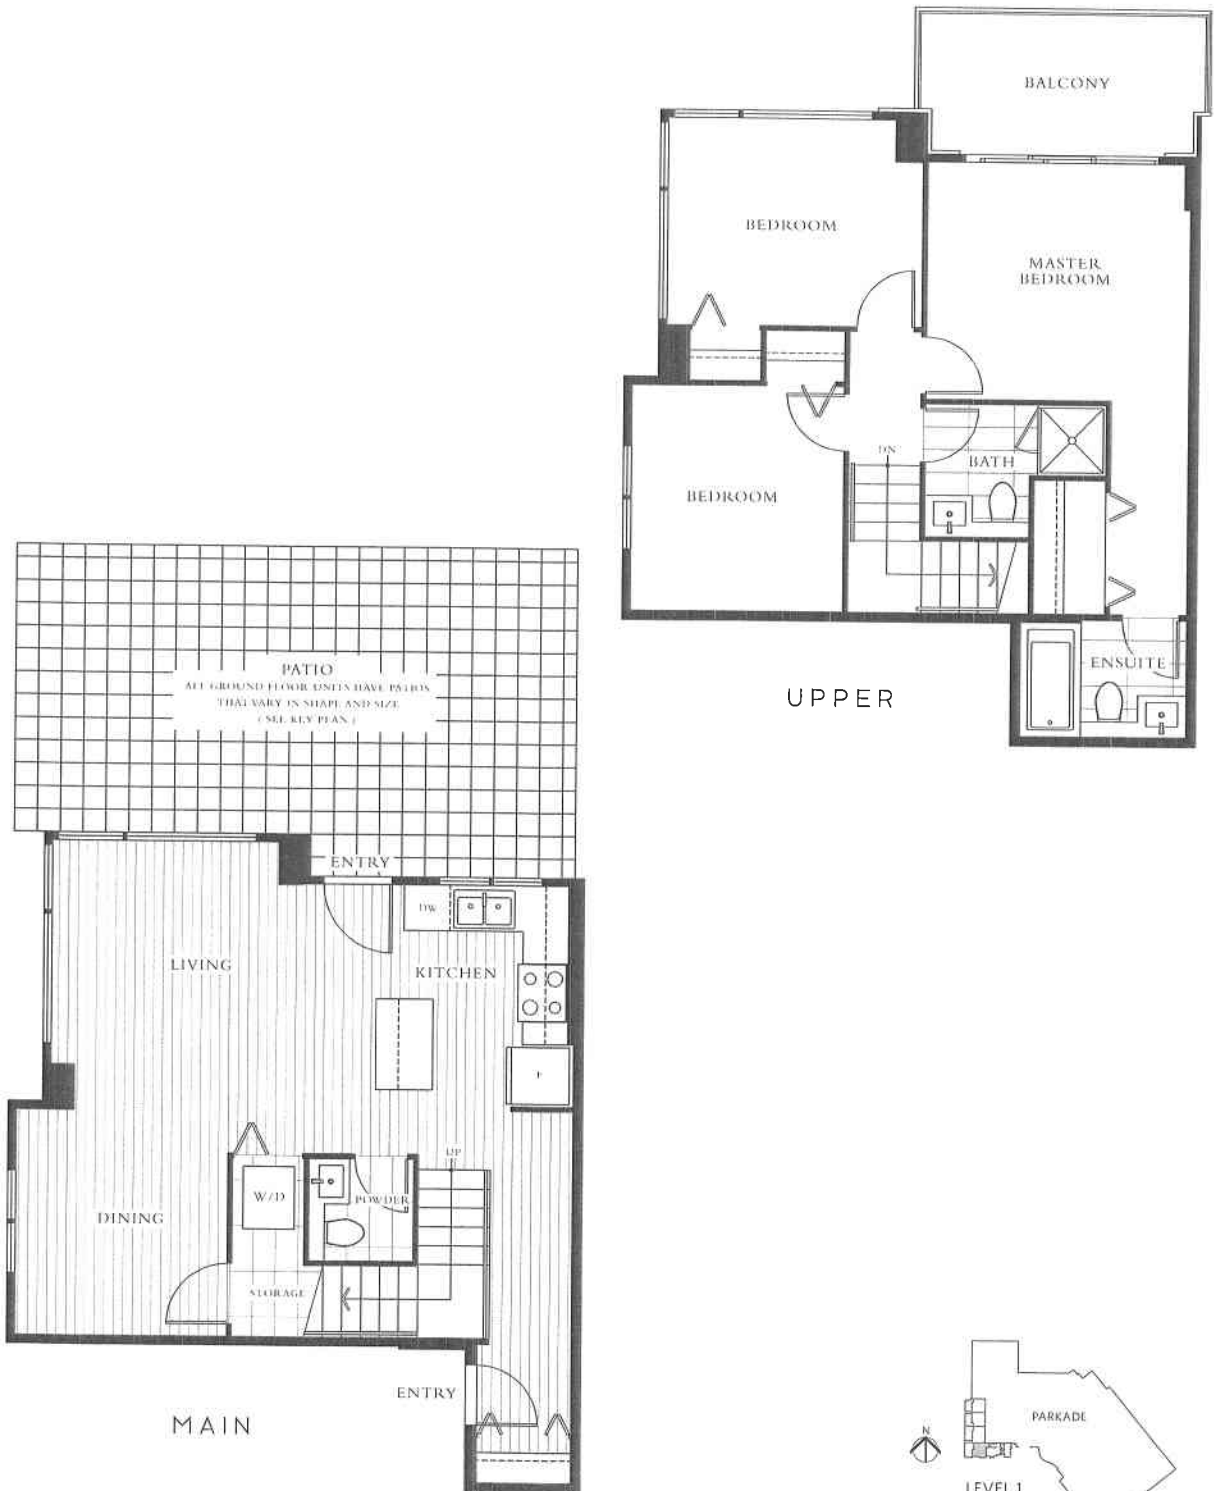 BALCONY
BEDROOM
MASTER
BEDROOM
DN
BATH
BEDROOM
ENSUITE
UPPER
PATIO
ALL GROUND FLOOR UNITS HAVE PATIOS
THAT VARY IN SHAPE AND SIZE
( SEE KEY PLAN )
ENTRY
DW
LIVING
KITCHEN
F
UP
W/D
POWDER
DINING
STORAGE
ENTRY
MAIN
N
PARKADE
LEVEL 1